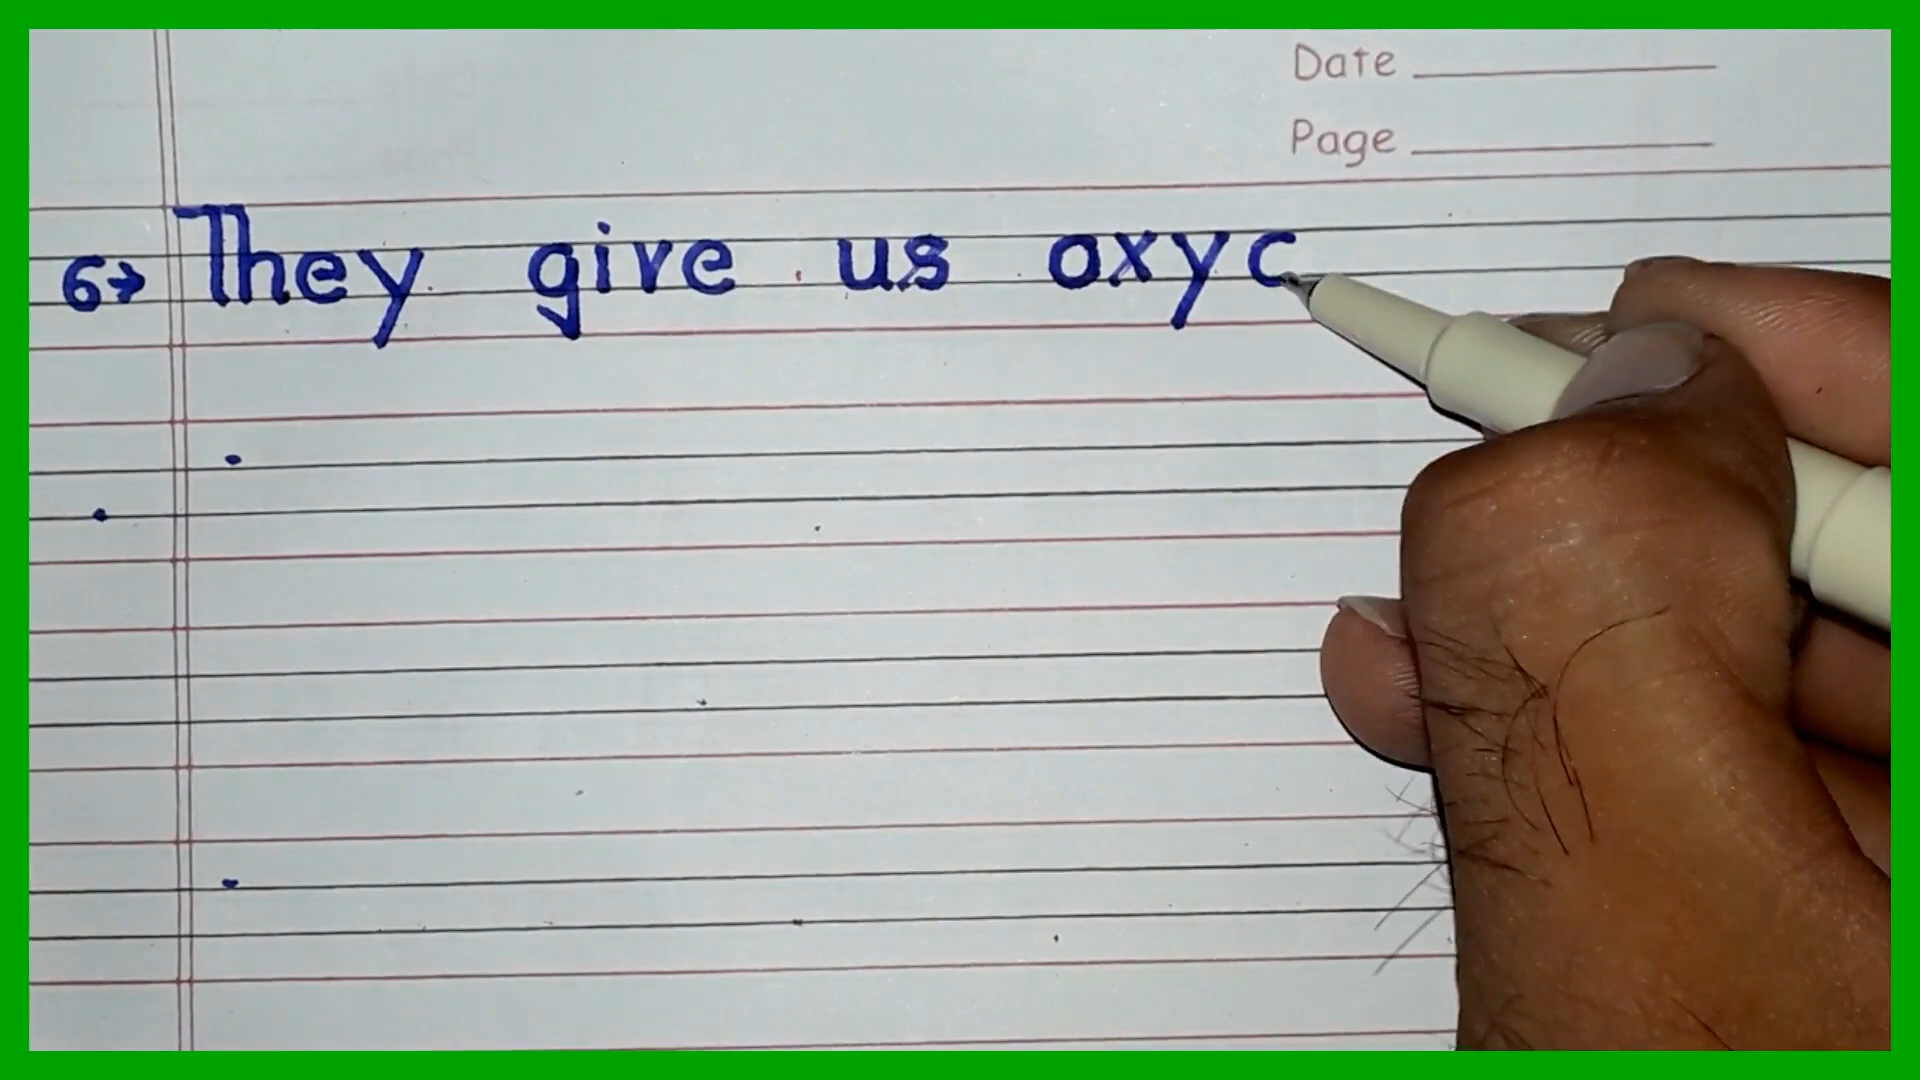 Date
Page
6→ They give us oxyc